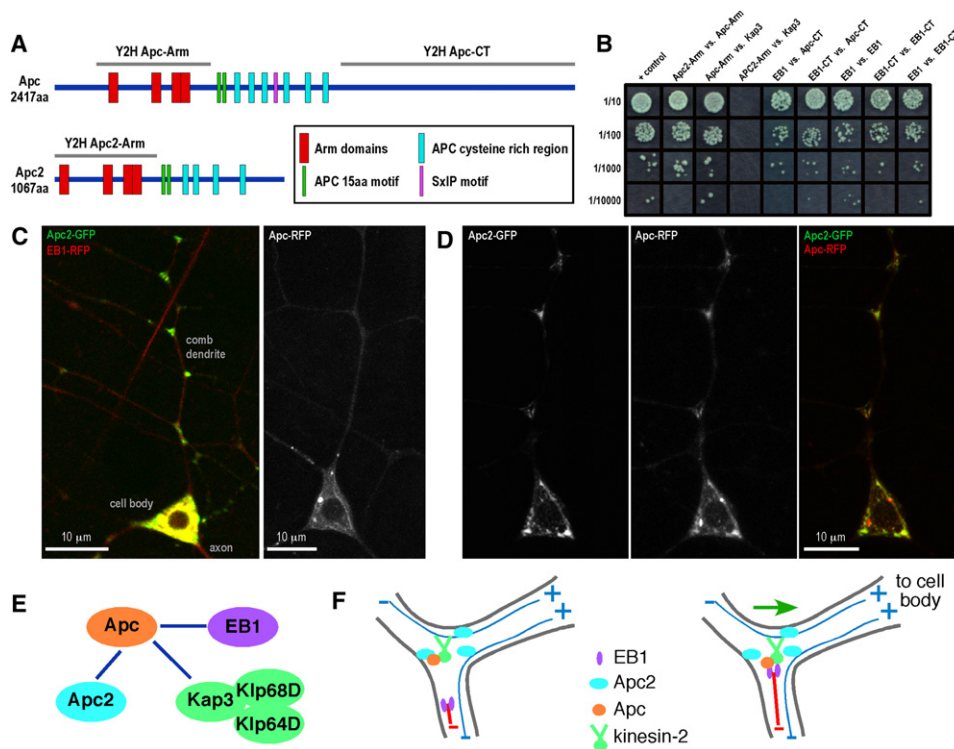 A
Y2H Apc-Arm
Y2H Apc-CT
Apc
2417aa
Y2H Apc2-Arm
Apc2
1067aa
Arm domains
APC cysteine rich region
APC 15aa motif
SxIP motif
B
+ control
Apc2-Arm vs. Apc-Arm
Apc-Arm vs. Kap3
APC2-Arm vs. Kap3
EB1 vs. Apc-CT
EB1-CT vs. Apc-CT
EB1 vs. EB1
EB1-CT vs. EB1-CT
EB1 vs. EB1-CT
1/10
1/100
1/1000
1/10000
C
Apc2-GFP
EB1-RFP
comb
dendrite
cell body
axon
10 µm
Apc-RFP
10 µm
D
Apc2-GFP
Apc-RFP
Apc2-GFP
Apc-RFP
10 µm
E
Apc
EB1
Apc2
Kap3
Klp68D
Klp64D
F
-
+
+
-
-
EB1
Apc2
Apc
kinesin-2
to cell
body
-
+
+
-
-